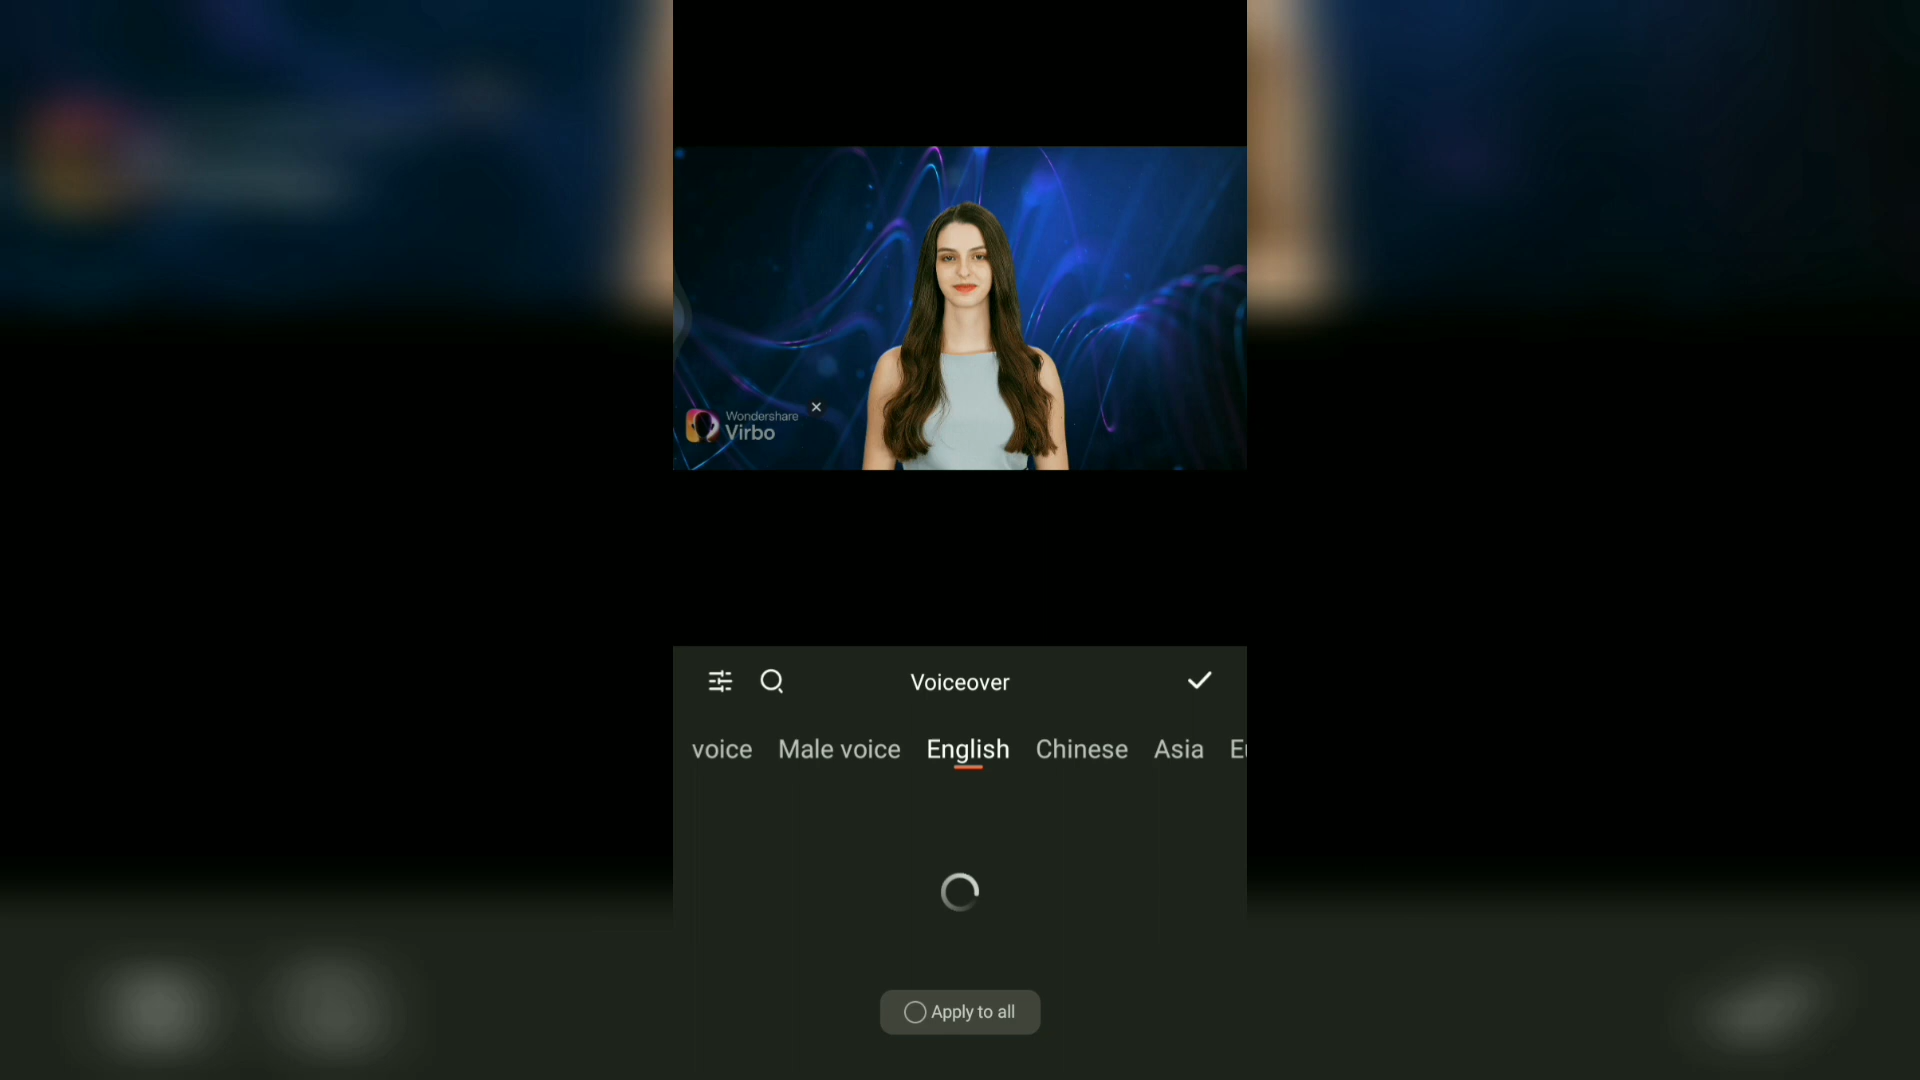 Wondershare
Virbo
Voiceover
voice Male voice English Chinese Asia
Apply to all